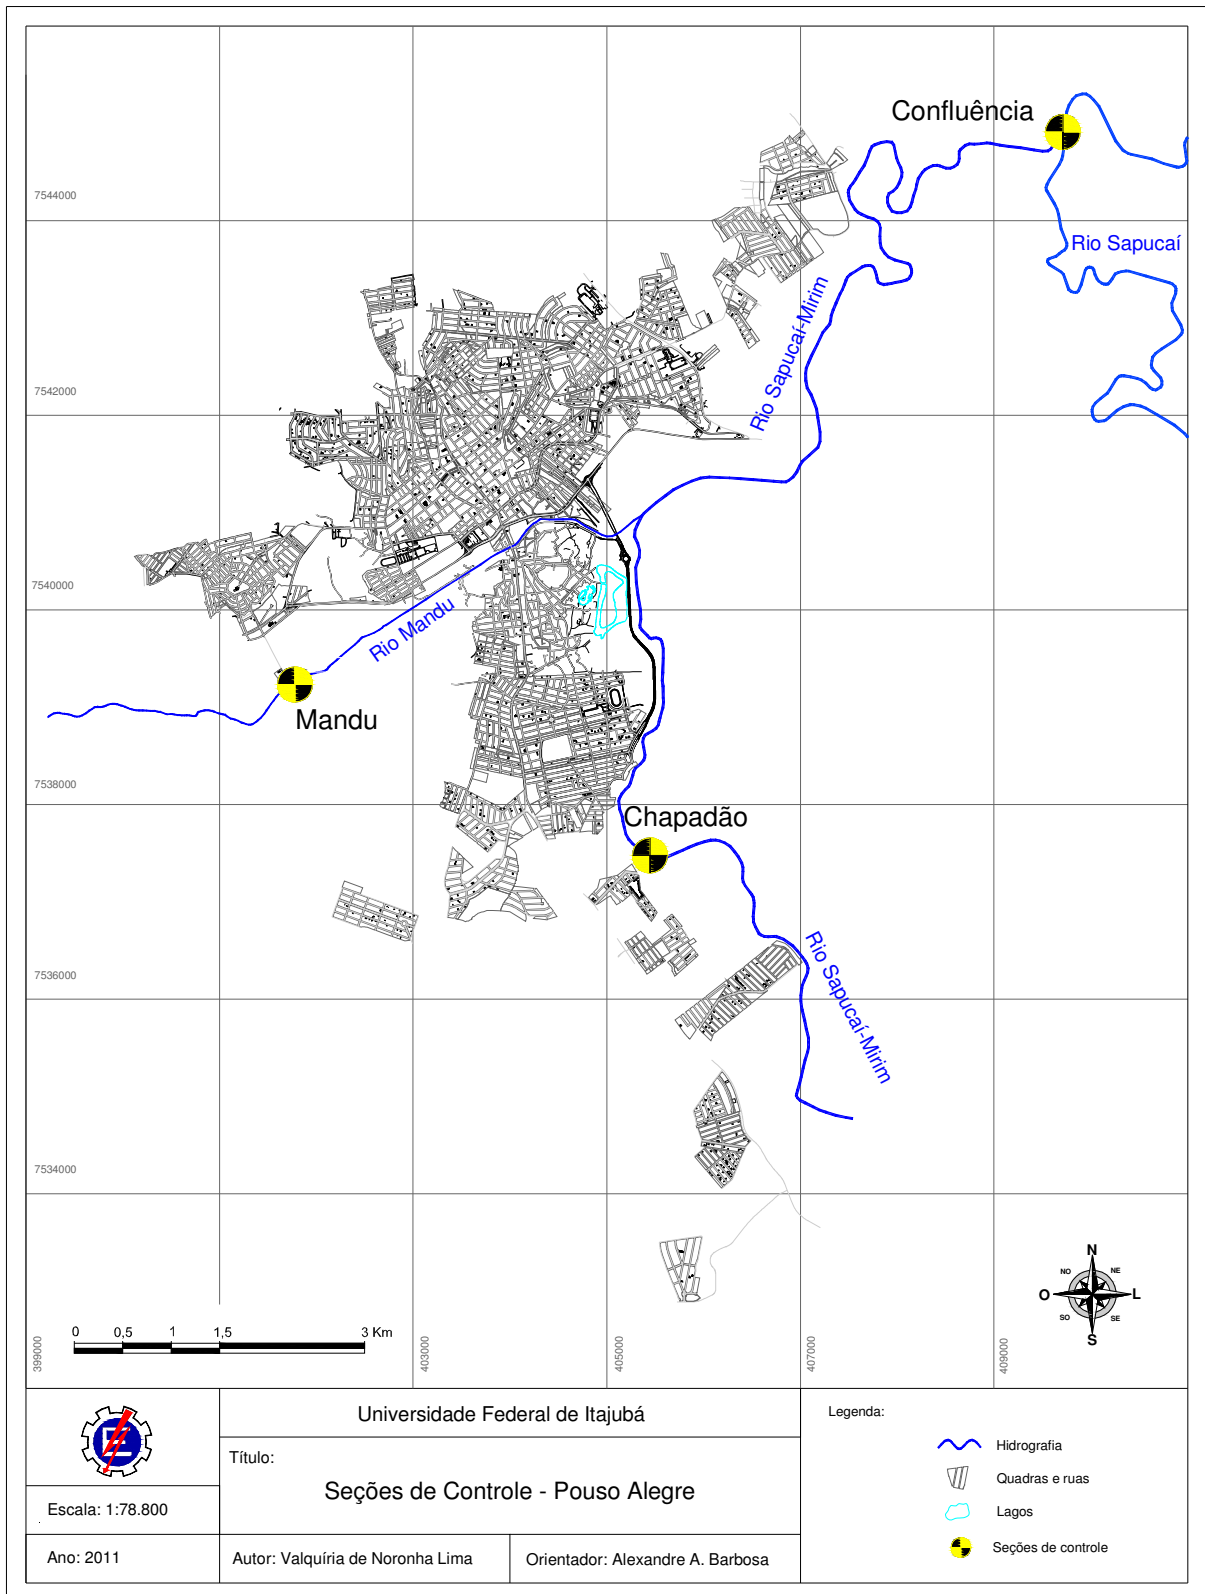 Confluência
7544000
Rio Sapucaí
Rio Sapucaí-Mirim
7542000
7540000
Rio Mandu
Mandu
7538000
Chapadão
Rio Sapucaí-Mirim
7536000
7534000
N
NO NE
O L
SO SE
S
0 0,5 1 1,5 3 Km
399000 403000 405000 407000 409000
Universidade Federal de Itajubá
Título:
Seções de Controle - Pouso Alegre
Escala: 1:78.800
Ano: 2011
Autor: Valquíria de Noronha Lima
Orientador: Alexandre A. Barbosa
Legenda:
Hidrografia
Quadras e ruas
Lagos
Seções de controle